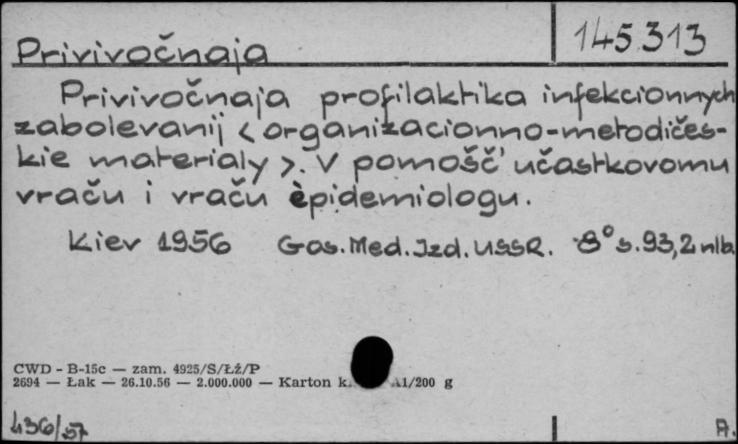 Privivočnaja
145313
Privivočnaja profilaktika infekcionnych
zabolevanij <organizacionno-metodičes-
kie materialy>. V pomošč' učastkovomu
vraču i vraču èpidemiologu.
Kiev 1956 Gos. Med. Izd. USSR. 8° s. 93, 2 nlb
CWD - B-15c — zam. 4925/S/Łź/P
2694 — Łak — 26.10.56 — 2.000.000 — Karton A1/200 g
436/57
A.